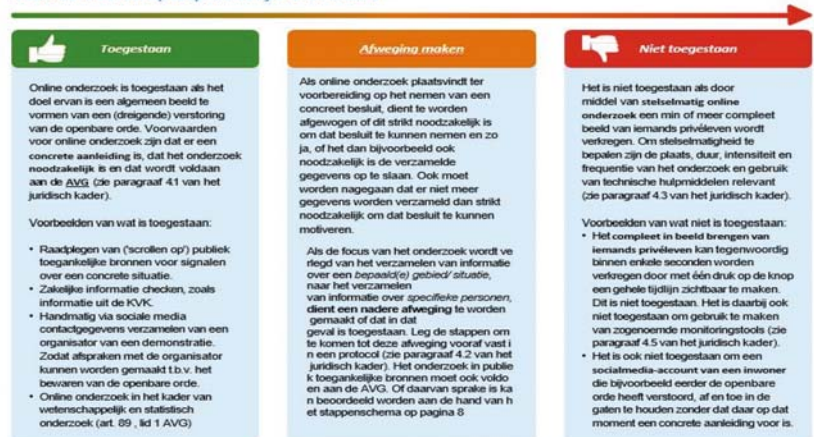 Toegestaan
Online onderzoek is toegestaan als het
doel ervan is een algemeen beeld te
vormen van een (dreigende) verstoring
van de openbare orde. Voorwaarden
voor online onderzoek zijn dat er een
concrete aanleiding is, dat het onderzoek
noodzakelijk is en dat wordt voldaan
aan de AVG (zie paragraaf 4.1 van het
juridisch kader).
Voorbeelden van wat is toegestaan:
• Raadplegen van ('scrollen op') publiek
toegankelijke bronnen voor signalen
over een concrete situatie.
• Zakelijke informatie checken, zoals
informatie uit de KVK.
• Handmatig via sociale media
contactgegevens verzamelen van een
organisator van een demonstratie.
Zodat afspraken met de organisator
kunnen worden gemaakt t.b.v. het
bewaren van de openbare orde.
• Online onderzoek in het kader van
wetenschappelijk en statistisch
onderzoek (art. 89 , lid 1 AVG)
Afweging maken
Als online onderzoek plaatsvindt ter
voorbereiding op het nemen van een
concreet besluit, dient te worden
afgewogen of dit strikt noodzakelijk is
om dat besluit te kunnen nemen en zo
ja, of het dan bijvoorbeeld ook
noodzakelijk is de verzamelde
gegevens op te slaan. Ook moet
worden nagegaan dat er niet meer
gegevens worden verzameld dan strikt
noodzakelijk om dat besluit te kunnen
motiveren.
Als de focus van het onderzoek wordt ve
rlegd van het verzamelen van informatie
over een bepaald(e) gebied/ situatie,
naar het verzamelen
van informatie over specifieke personen,
dient een nadere afweging te worden
gemaakt of dat in dat
geval is toegestaan. Leg de stappen om
te komen tot deze afweging vooraf vast i
n een protocol (zie paragraaf 4.2 van het
juridisch kader). Het onderzoek in publie
k toegankelijke bronnen moet ook voldo
en aan de AVG. Of daarvan sprake is ka
n beoordeeld worden aan de hand van h
et stappenschema op pagina 8
Niet toegestaan
Het is niet toegestaan als door
middel van stelselmatig online
onderzoek een min of meer compleet
beeld van iemands privéleven wordt
verkregen. Om stelselmatigheid te
bepalen zijn de plaats, duur, intensiteit en
frequentie van het onderzoek en gebruik
van technische hulpmiddelen relevant
(zie paragraaf 4.3 van het juridisch kader).
Voorbeelden van wat niet is toegestaan:
• Het compleet in beeld brengen van
iemands privéleven kan tegenwoordig
binnen enkele seconden worden
verkregen door met één druk op de knop
een gehele tijdlijn zichtbaar te maken.
Dit is niet toegestaan. Het is daarbij ook
niet toegestaan om gebruik te maken
van zogenoemde monitoringstools (zie
paragraaf 4.5 van het juridisch kader).
• Het is ook niet toegestaan om een
socialmedia-account van een inwoner
die bijvoorbeeld eerder de openbare
orde heeft verstoord, af en toe in de
gaten te houden zonder dat daar op dat
moment een concrete aanleiding voor is.